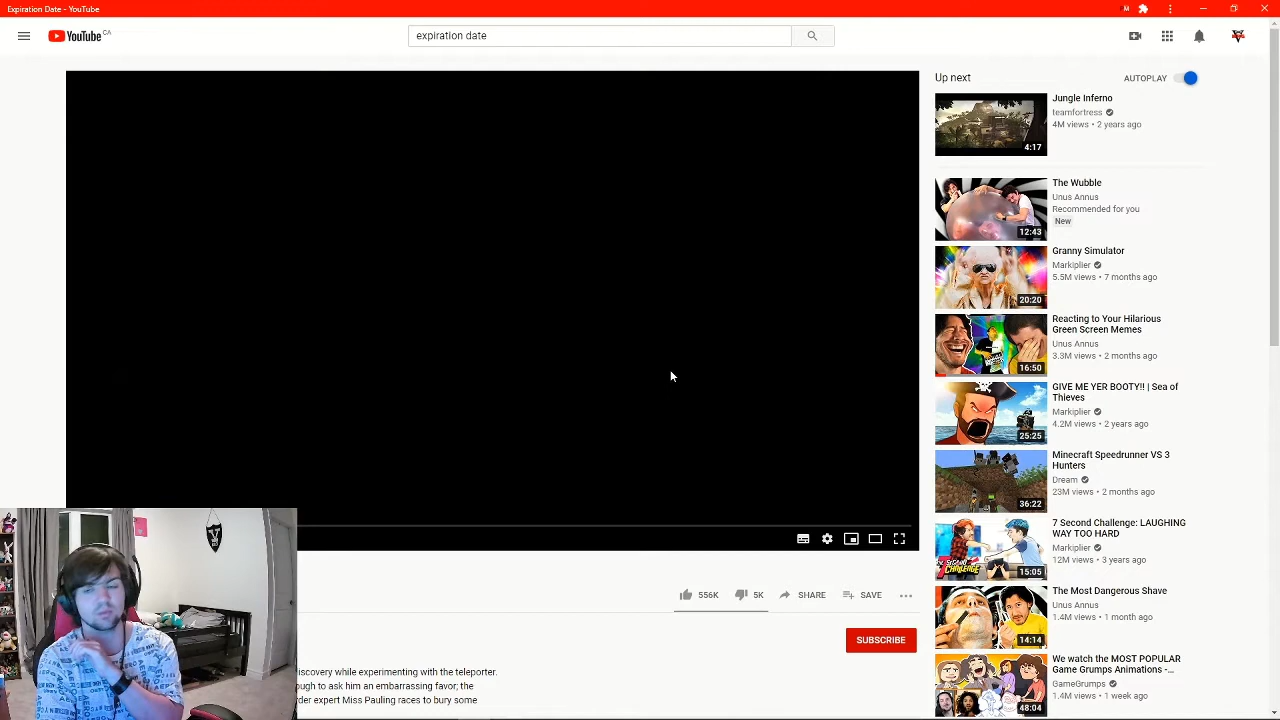 Expiration Date - YouTube
YouTube CA
expiration date
Up next
AUTOPLAY
Jungle Inferno
teamfortress
4M views • 2 years ago
4:17
The Wubble
Unus Annus
Recommended for you
New
12:43
Granny Simulator
Markiplier
5.5M views • 7 months ago
20:20
Reacting to Your Hilarious
Green Screen Memes
Unus Annus
3.3M views • 2 months ago
16:50
GIVE ME YER BOOTY!! | Sea of
Thieves
Markiplier
4.2M views • 2 years ago
25:25
Minecraft Speedrunner VS 3
Hunters
Dream
23M views • 2 months ago
36:22
7 Second Challenge: LAUGHING
WAY TOO HARD
Markiplier
12M views • 3 years ago
7 SECOND
CHALLENGE
15:05
The Most Dangerous Shave
Unus Annus
1.4M views • 1 month ago
14:14
We watch the MOST POPULAR
Game Grumps Animations -...
GameGrumps
1.4M views • 1 week ago
48:04
556K
5K
SHARE
SAVE
SUBSCRIBE
iscovery while experimenting with the teleporter.
ugh to ask him an embarrassing favor; the
der-expert Miss Pauling races to bury some